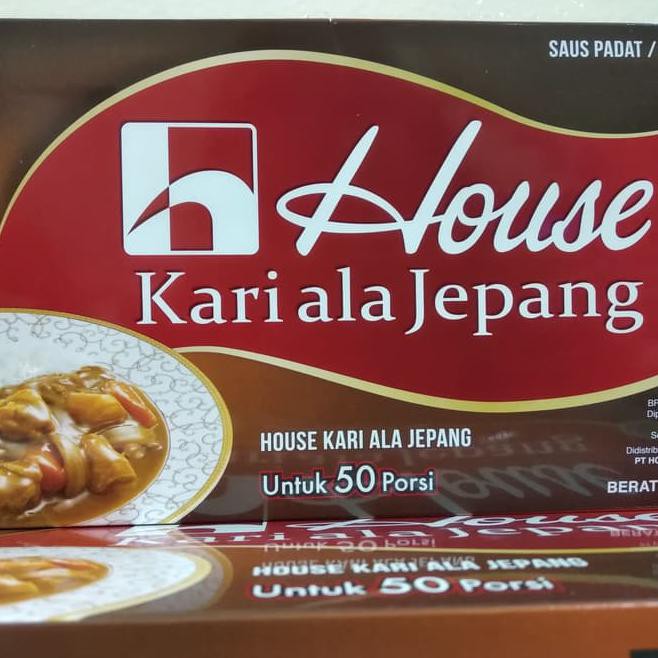 SAUS PADAT /
House
Kari ala Jepang
HOUSE KARI ALA JEPANG
Untuk 50 Porsi
BERAT
HOUSE KARI ALA JEPANG
Untuk 50 Porsi